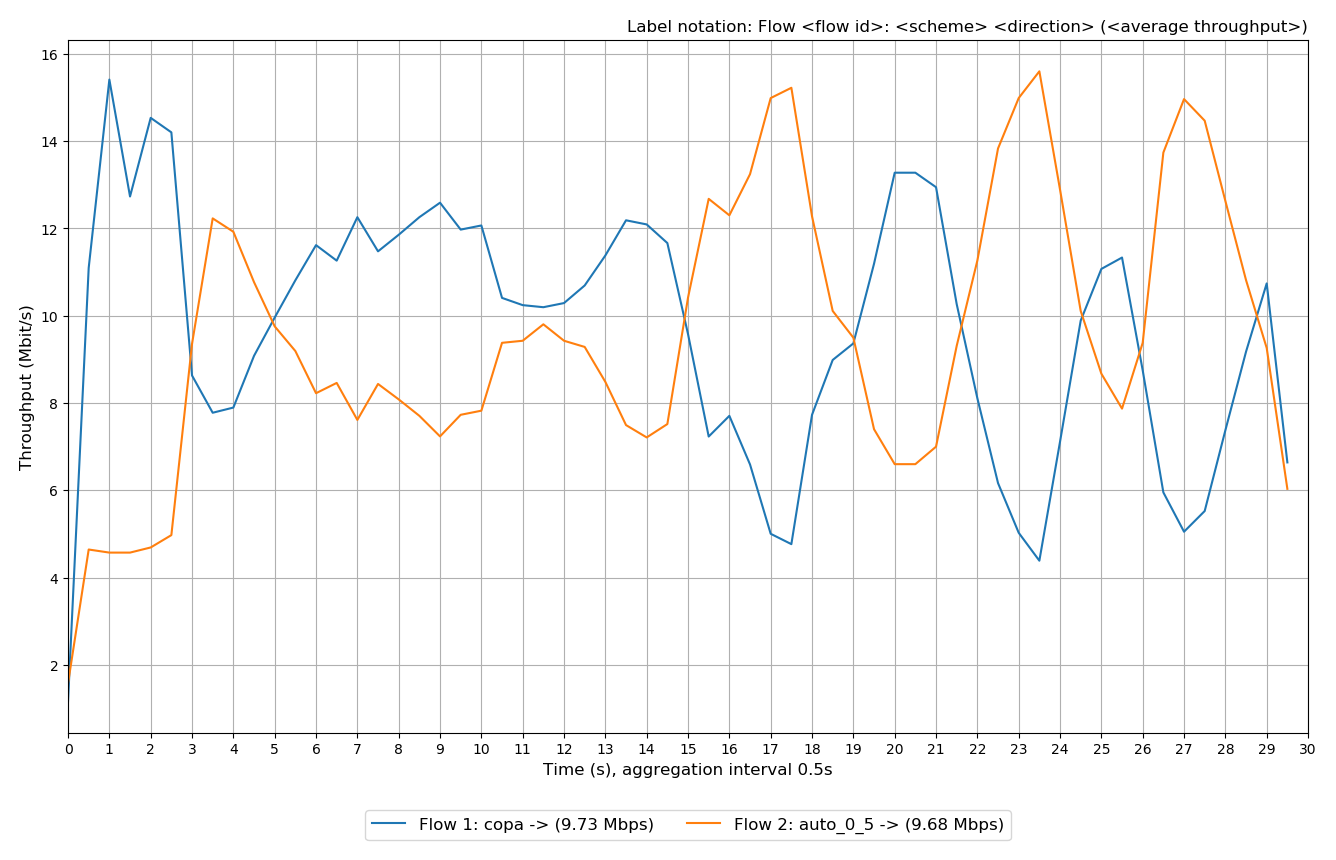 Label notation: Flow <flow id>: <scheme> <direction> (<average throughput>)
16
14
12
10
8
6
4
2
Throughput (Mbit/s)
0 1 2 3 4 5 6 7 8 9 10 11 12 13 14 15 16 17 18 19 20 21 22 23 24 25 26 27 28 29 30
Time (s), aggregation interval 0.5s
Flow 1: copa -> (9.73 Mbps) Flow 2: auto_0_5 -> (9.68 Mbps)